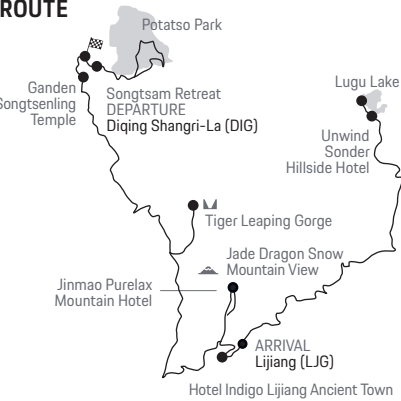 ROUTE
Potatso Park
Ganden
Songtsenling
Temple
Songtsam Retreat
DEPARTURE
Diqing Shangri-La (DIG)
Lugu Lake
Unwind
Sonder
Hillside Hotel
Tiger Leaping Gorge
Jade Dragon Snow
Mountain View
Jinmao Purelax
Mountain Hotel
ARRIVAL
Lijiang (LJG)
Hotel Indigo Lijiang Ancient Town